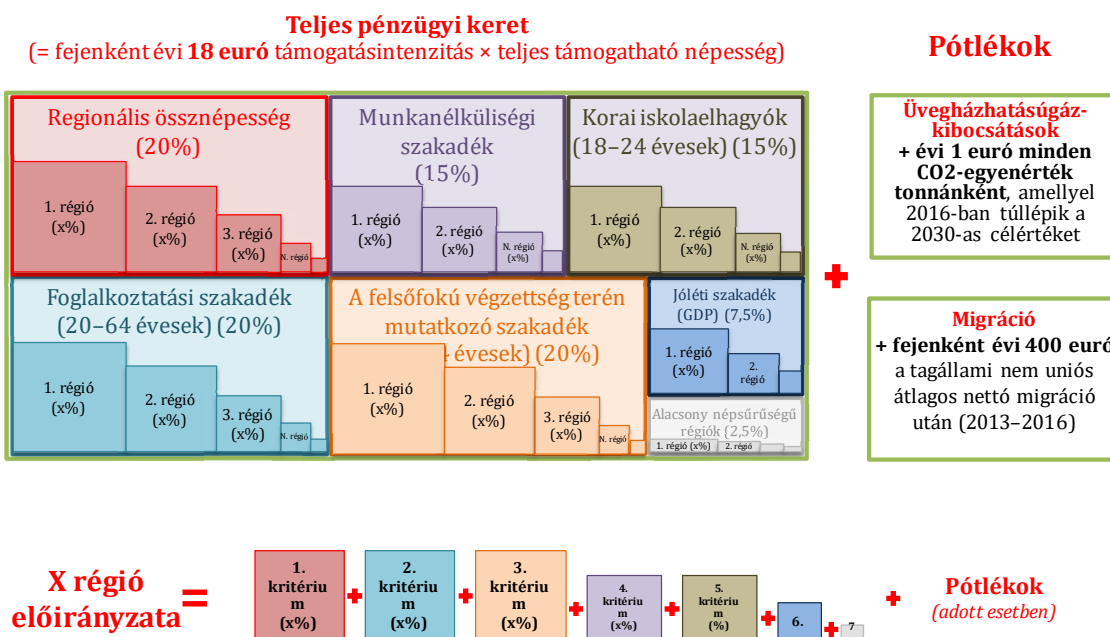 Teljes pénzügyi keret
(= fejenként évi 18 euró támogatásintenzitás × teljes támogatható népesség)
Pótlékok
Regionális össznépesség
(20%)
1. régió
(x%)
2. régió
(x%)
3. régió
(x%)
N. régió
Munkanélküliségi
szakadék
(15%)
1. régió
(x%)
2. régió
(x%)
N. régió
(x%)
Korai iskolaelhagyók
(18–24 évesek) (15%)
1. régió
(x%)
2. régió
(x%)
N. régió
(x%)
Foglalkoztatási szakadék
(20–64 évesek) (20%)
1. régió
(x%)
2. régió
(x%)
3. régió
(x%)
N. régió
A felsőfokú végzettség terén
mutatkozó szakadék
évesek) (20%)
1. régió
(x%)
2. régió
(x%)
3. régió
(x%)
N. régió
Jóléti szakadék
(GDP) (7,5%)
1. régió
(x%)
2.
régió
Alacsony népsűrűségű
régiók (2,5%)
1. régió (x%)
2. régió
+
Üvegházhatásúgáz-
kibocsátások
+ évi 1 euró minden
CO2-egyenérték
tonnánként, amellyel
2016-ban túllépik a
2030-as célértéket
Migráció
+ fejenként évi 400 euró
a tagállami nem uniós
átlagos nettó migráció
után (2013–2016)
X régió
előirányzata
=
1.
kritériu
m
(x%)
+
2.
kritériu
m
(x%)
+
3.
kritériu
m
(x%)
+
4.
kritériu
m
(x%)
+
5.
kritériu
m
(%)
+
6.
+
7
+
Pótlékok
(adott esetben)